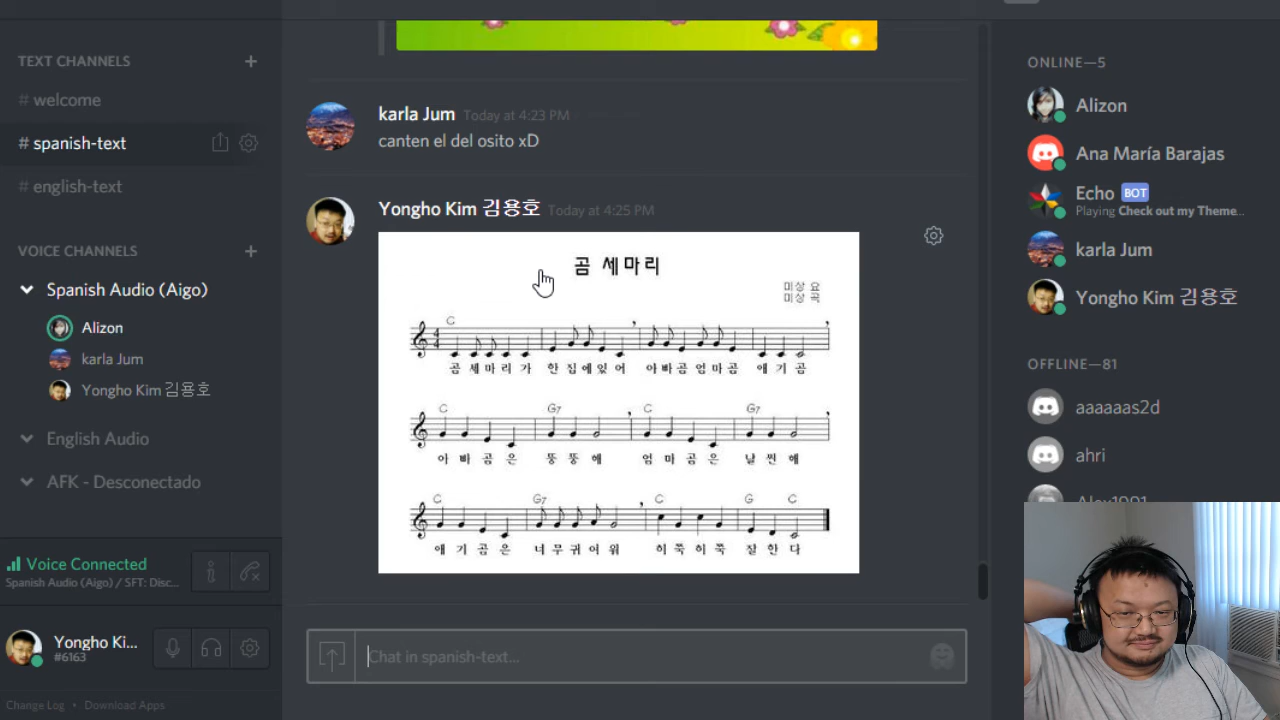 TEXT CHANNELS
# welcome
# spanish-text
# english-text
VOICE CHANNELS
Spanish Audio (Aigo)
Alizon
karla Jum
Yongho Kim 김용호
English Audio
AFK - Desconectado
Voice Connected
Spanish Audio (Aigo) / SFT: Disc...
Yongho Ki...
#6163
Change Log • Download Apps
karla Jum Today at 4:23 PM
canten el del osito xD
Yongho Kim 김용호 Today at 4:25 PM
곰 세마리
미상 요
미상 곡
C
4
4
곰 세마리 가 한 집에있 어 아빠곰엄마곰 애 기 곰
C G7 C G7
아 빠 곰 은 뚱 뚱 해 엄 마 곰 은 날 씬 해
C G7 C G C
애 기 곰 은 너 무 귀 여 워 히 쭉 히 쭉 잘 한 다
Chat in spanish-text...
ONLINE—5
Alizon
Ana María Barajas
Echo BOT
Playing Check out my Theme...
karla Jum
Yongho Kim 김용호
OFFLINE—81
aaaaaas2d
ahri